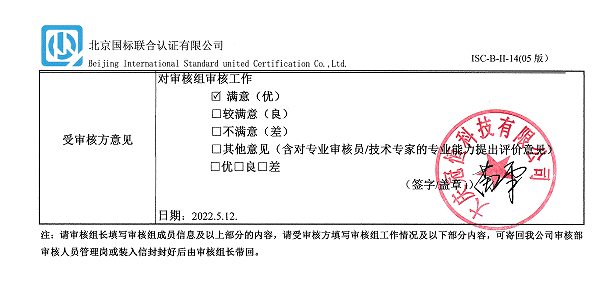 北京国标联合认证有限公司
Beijing International Standard united Certification Co.,Ltd.
ISC-B-II-14(05 版)
受审核方意见
对审核组审核工作
☑ 满意（优）
□较满意（良）
□不满意（差）
□其他意见（含对专业审核员/技术专家的专业能力提出评价意见）
□优□良□差
（签字/盖章）
科技有限公司
日期：2022.5.12.
注：请审核组长填写审核组成员信息及以上部分的内容，请受审核方填写审核组工作情况及以下部分内容，可寄回我公司审核部
审核人员管理岗或装入信封封好后由审核组长带回。